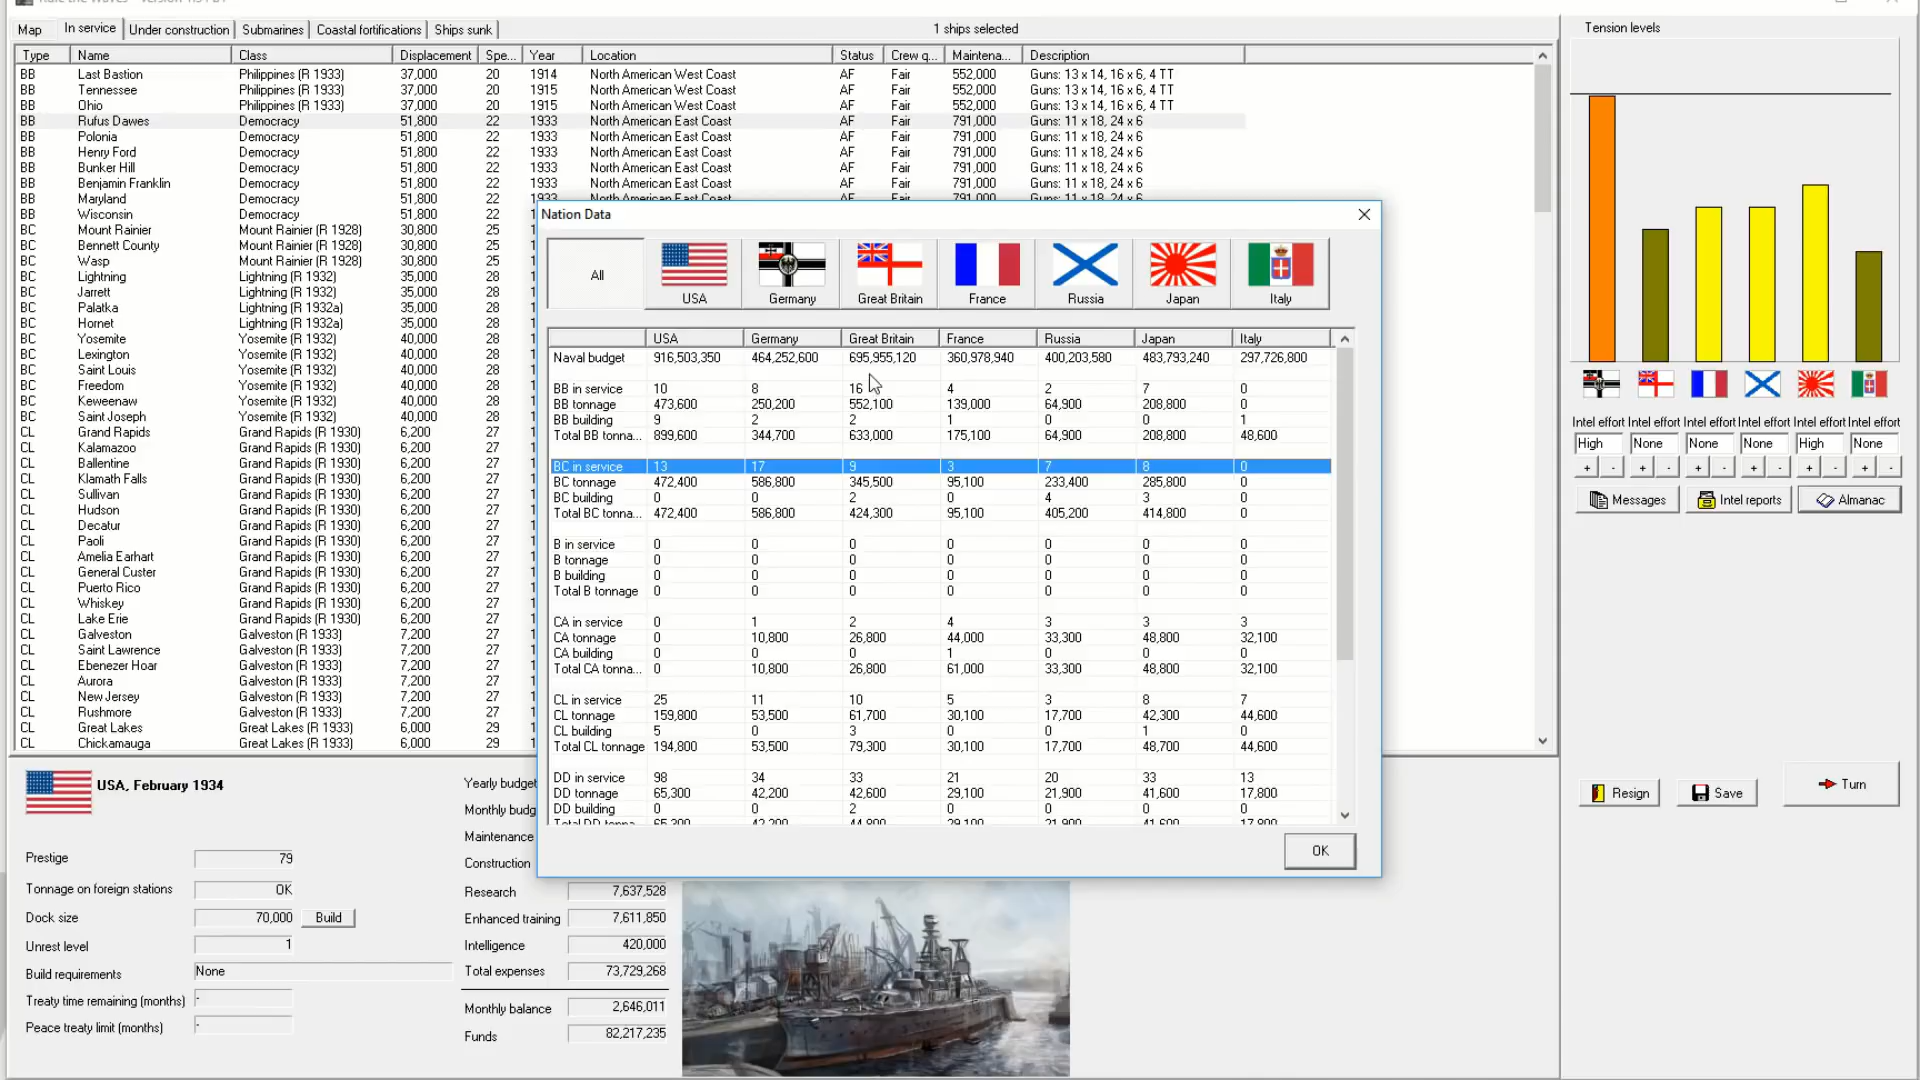 Map In service Under construction Submarines Coastal fortifications Ships sunk 1 ships selected
Type Name Class Displacement Spe... Year Location Status Crew q... Maintena... Description
BB Last Bastion Philippines (R 1933) 37,000 20 1914 North American West Coast AF Fair 552,000 Guns: 13 x 14, 16 x 6, 4 TT
BB Tennessee Philippines (R 1933) 37,000 20 1915 North American West Coast AF Fair 552,000 Guns: 13 x 14, 16 x 6, 4 TT
BB Ohio Philippines (R 1933) 37,000 20 1915 North American West Coast AF Fair 552,000 Guns: 13 x 14, 16 x 6, 4 TT
BB Rufus Dawes Democracy 51,800 22 1933 North American East Coast AF Fair 791,000 Guns: 11 x 18, 24 x 6
BB Polonia Democracy 51,800 22 1933 North American East Coast AF Fair 791,000 Guns: 11 x 18, 24 x 6
BB Henry Ford Democracy 51,800 22 1933 North American East Coast AF Fair 791,000 Guns: 11 x 18, 24 x 6
BB Bunker Hill Democracy 51,800 22 1933 North American East Coast AF Fair 791,000 Guns: 11 x 18, 24 x 6
BB Benjamin Franklin Democracy 51,800 22 1933 North American East Coast AF Fair 791,000 Guns: 11 x 18, 24 x 6
BB Maryland Democracy 51,800 22 1933 North American East Coast AF Fair 791,000 Guns: 11 x 18, 24 x 6
BB Wisconsin Democracy 51,800 22
BC Mount Rainier Mount Rainier (R 1928) 30,800 25
BC Bennett County Mount Rainier (R 1928) 30,800 25
BC Wasp Mount Rainier (R 1928) 30,800 25
BC Lightning Lightning (R 1932) 35,000 28
BC Jarrett Lightning (R 1932) 35,000 28
BC Palatka Lightning (R 1932a) 35,000 28
BC Hornet Lightning (R 1932a) 35,000 28
BC Yosemite Yosemite (R 1932) 40,000 28
BC Lexington Yosemite (R 1932) 40,000 28
BC Saint Louis Yosemite (R 1932) 40,000 28
BC Freedom Yosemite (R 1932) 40,000 28
BC Keweenaw Yosemite (R 1932) 40,000 28
BC Saint Joseph Yosemite (R 1932) 40,000 28
CL Grand Rapids Grand Rapids (R 1930) 6,200 27
CL Kalamazoo Grand Rapids (R 1930) 6,200 27
CL Ballentine Grand Rapids (R 1930) 6,200 27
CL Klamath Falls Grand Rapids (R 1930) 6,200 27
CL Sullivan Grand Rapids (R 1930) 6,200 27
CL Hudson Grand Rapids (R 1930) 6,200 27
CL Decatur Grand Rapids (R 1930) 6,200 27
CL Paoli Grand Rapids (R 1930) 6,200 27
CL Amelia Earhart Grand Rapids (R 1930) 6,200 27
CL General Custer Grand Rapids (R 1930) 6,200 27
CL Puerto Rico Grand Rapids (R 1930) 6,200 27
CL Whiskey Grand Rapids (R 1930) 6,200 27
CL Lake Erie Grand Rapids (R 1930) 6,200 27
CL Galveston Galveston (R 1933) 7,200 27
CL Saint Lawrence Galveston (R 1933) 7,200 27
CL Ebenezer Hoar Galveston (R 1933) 7,200 27
CL Aurora Galveston (R 1933) 7,200 27
CL New Jersey Galveston (R 1933) 7,200 27
CL Rushmore Galveston (R 1933) 7,200 27
CL Great Lakes Great Lakes (R 1933) 6,000 29
CL Chickamauga Great Lakes (R 1933) 6,000 29
Nation Data
All USA Germany Great Britain France Russia Japan Italy
USA Germany Great Britain France Russia Japan Italy
Naval budget 916,503,350 464,252,600 695,955,120 360,978,940 400,203,580 483,793,240 297,726,800
BB in service 10 8 16 4 2 7 0
BB tonnage 473,600 250,200 552,100 139,000 64,900 208,800 0
BB building 9 2 2 1 0 0 1
Total BB tonna... 899,600 344,700 633,000 175,100 64,900 208,800 48,600
BC in service 13 17 9 3 7 8 0
BC tonnage 472,400 586,800 345,500 95,100 233,400 285,800 0
BC building 0 0 2 0 4 3 0
Total BC tonna... 472,400 586,800 424,300 95,100 405,200 414,800 0
B in service 0 0 0 0 0 0 0
B tonnage 0 0 0 0 0 0 0
B building 0 0 0 0 0 0 0
Total B tonnage 0 0 0 0 0 0 0
CA in service 0 1 2 4 3 3 3
CA tonnage 0 10,800 26,800 44,000 33,300 48,800 32,100
CA building 0 0 0 1 0 0 0
Total CA tonna... 0 10,800 26,800 61,000 33,300 48,800 32,100
CL in service 25 11 10 5 3 8 7
CL tonnage 159,800 53,500 61,700 30,100 17,700 42,300 44,600
CL building 5 0 3 0 0 1 0
Total CL tonnage 194,800 53,500 79,300 30,100 17,700 48,700 44,600
DD in service 98 34 33 21 20 33 13
DD tonnage 65,300 42,200 42,600 29,100 21,900 41,600 17,800
DD building 0 0 2 0 0 0 0
Total DD tonna... 65,300 42,200 44,800 29,100 21,900 41,600 17,800
OK
Tension levels
Intel effort Intel effort Intel effort Intel effort Intel effort Intel effort
High None None None High None
+ - + - + - + - + - + -
Messages Intel reports Almanac
Resign Save Turn
USA, February 1934
Prestige 79
Tonnage on foreign stations OK
Dock size 70,000 Build
Unrest level 1
Build requirements None
Treaty time remaining (months) -
Peace treaty limit (months) -
Yearly budget
Monthly budg
Maintenance
Construction
Research 7,637,528
Enhanced training 7,611,850
Intelligence 420,000
Total expenses 73,729,268
Monthly balance 2,646,011
Funds 82,217,235